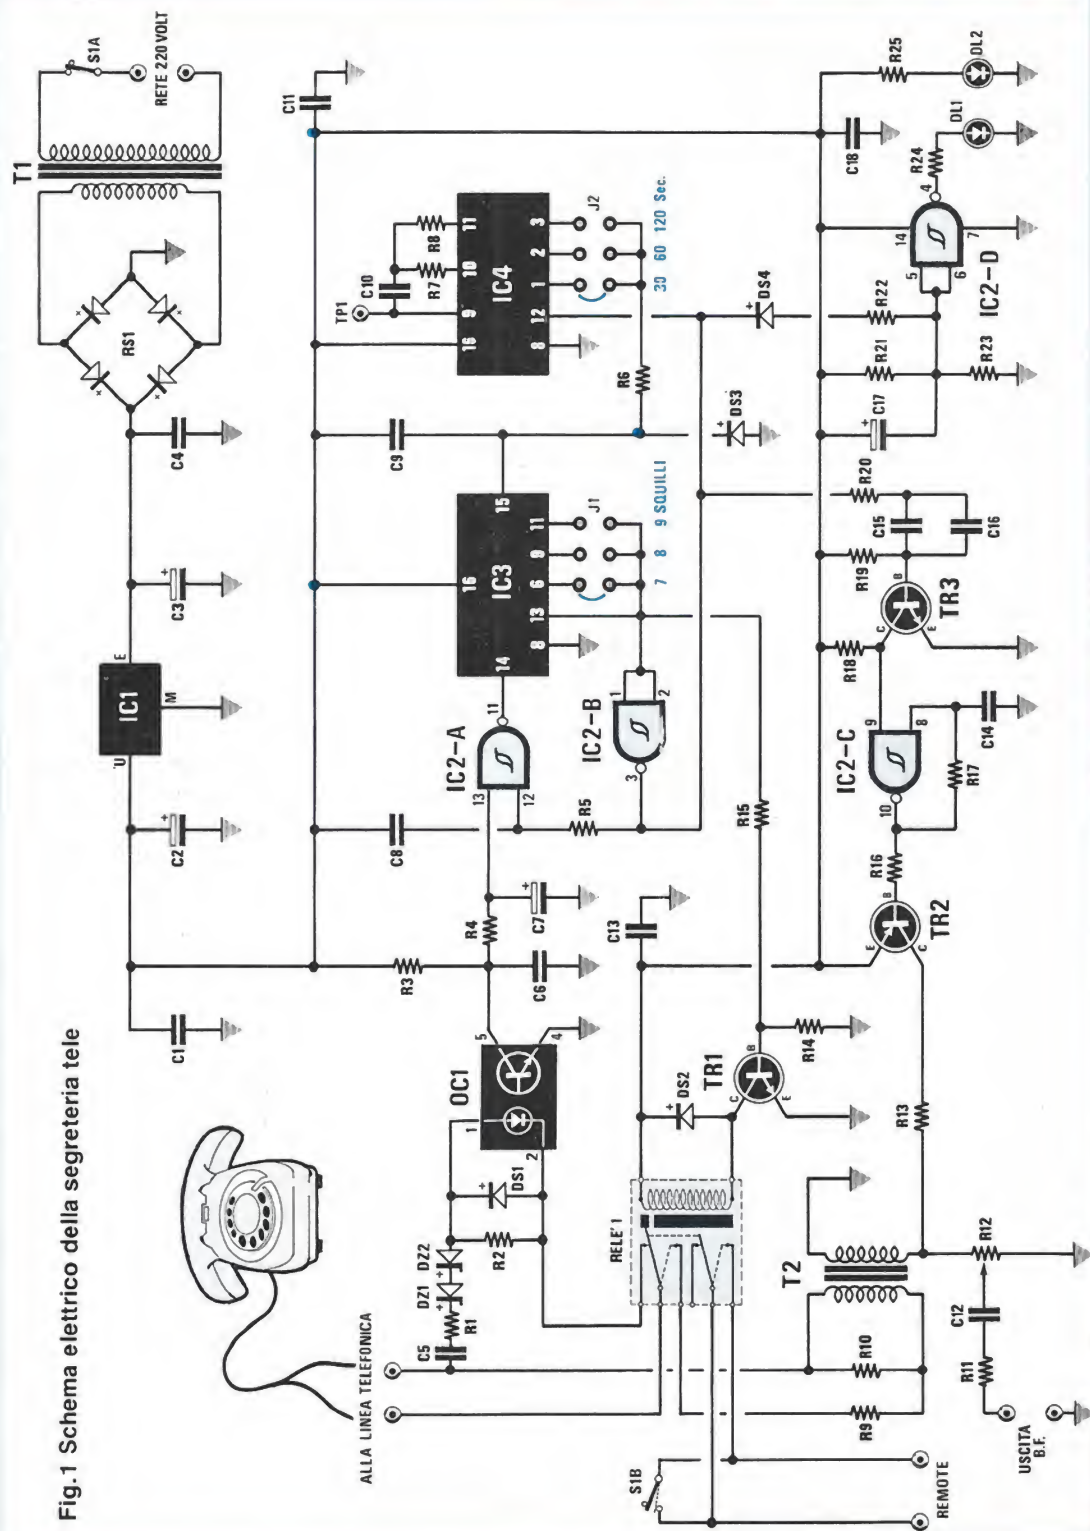 Fig.1 Schema elettrico della segreteria tele
ALLA LINEA TELEFONICA
C5
R1
DZ1
DZ2
R2
DS1
OC1
1
2
5
4
C1
C2
IC1
U
E
M
C3
C4
RS1
T1
S1A
RETE 220 VOLT
R3
R4
C6
C7
C8
IC2-A
13
12
11
R5
IC2-B
3
1
2
IC3
14
16
15
8
13
6
9
11
J1
7 8 9 SQUILLI
C9
R6
IC4
16
9
10
11
8
12
1
2
3
TP1
C10
R7
R8
J2
30 60 120 Sec.
C11
DS3
DS4
RELE' 1
DS2
TR1
B
C
E
C13
R14
R15
S1B
REMOTE
R9
R10
T2
R11
C12
R12
USCITA
B.F.
R13
TR2
E
B
C
R16
IC2-C
10
9
8
R17
C14
R18
TR3
C
B
E
R19
R20
C15
C16
C17
R21
R22
R23
IC2-D
5
6
14
7
4
C18
R24
DL1
R25
DL2